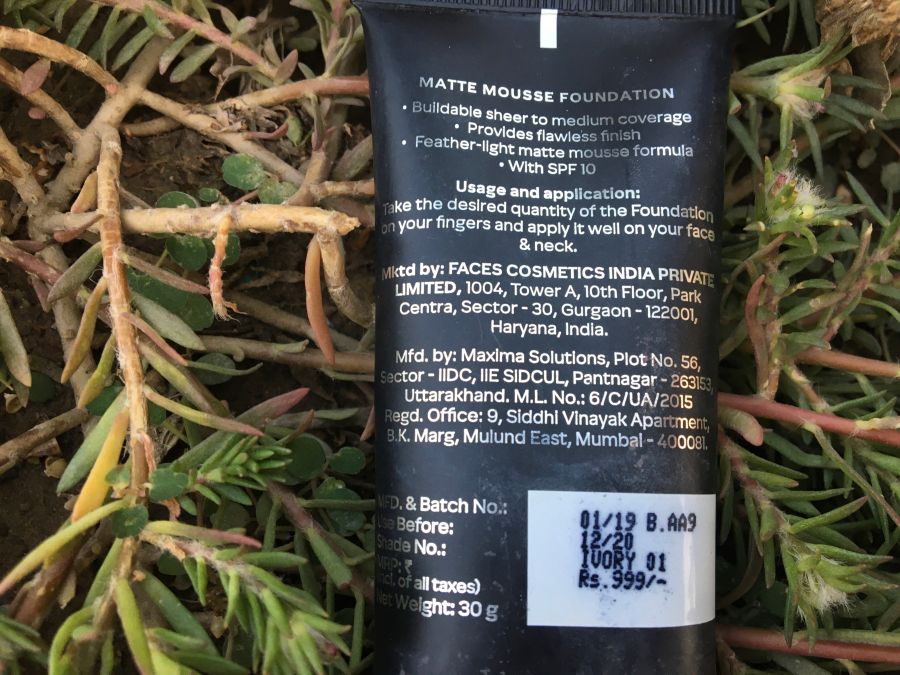 MATTE MOUSSE FOUNDATION
• Buildable sheer to medium coverage
• Provides flawless finish
• Feather-light matte mousse formula
• With SPF 10
Usage and application:
Take the desired quantity of the Foundation
on your fingers and apply it well on your face
& neck.
Mktd by: FACES COSMETICS INDIA PRIVATE
LIMITED, 1004, Tower A, 10th Floor, Park
Centra, Sector - 30, Gurgaon - 122001,
Haryana, India.
Mfd. by: Maxima Solutions, Plot No. 56,
Sector - IIDC, IIE SIDCUL, Pantnagar - 263153,
Uttarakhand. M.L. No.: 6/C/UA/2015
Regd. Office: 9, Siddhi Vinayak Apartment,
B.K. Marg, Mulund East, Mumbai - 400081.
MFD. & Batch No.: 01/19 B.AA9
Use Before: 12/20
Shade No.: IVORY 01
MRP: ₹ Rs.999/-
incl. of all taxes)
Net Weight: 30 g